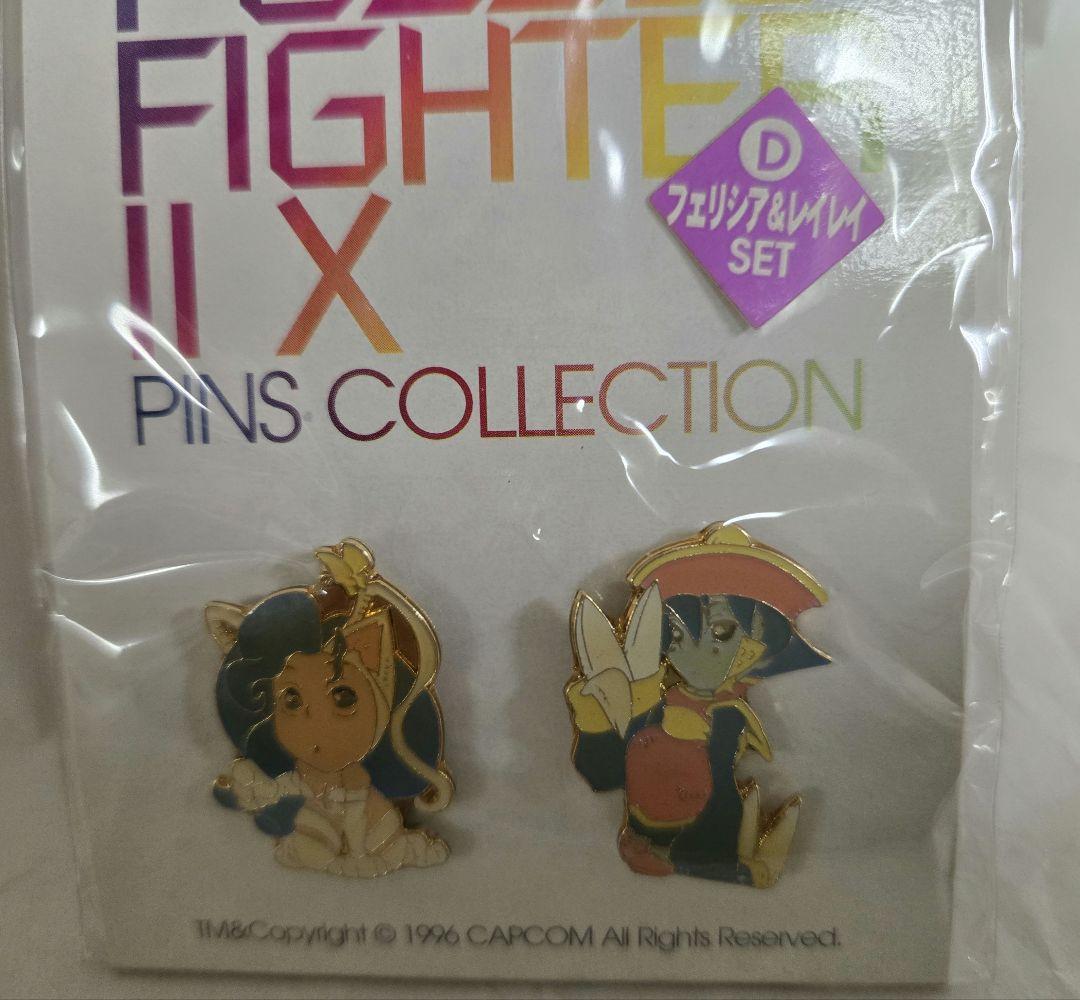 PUZZLE
FIGHTER
II X
D
フェリシア&レイレイ
SET
PINS COLLECTION
TM&Copyright © 1996 CAPCOM All Rights Reserved.